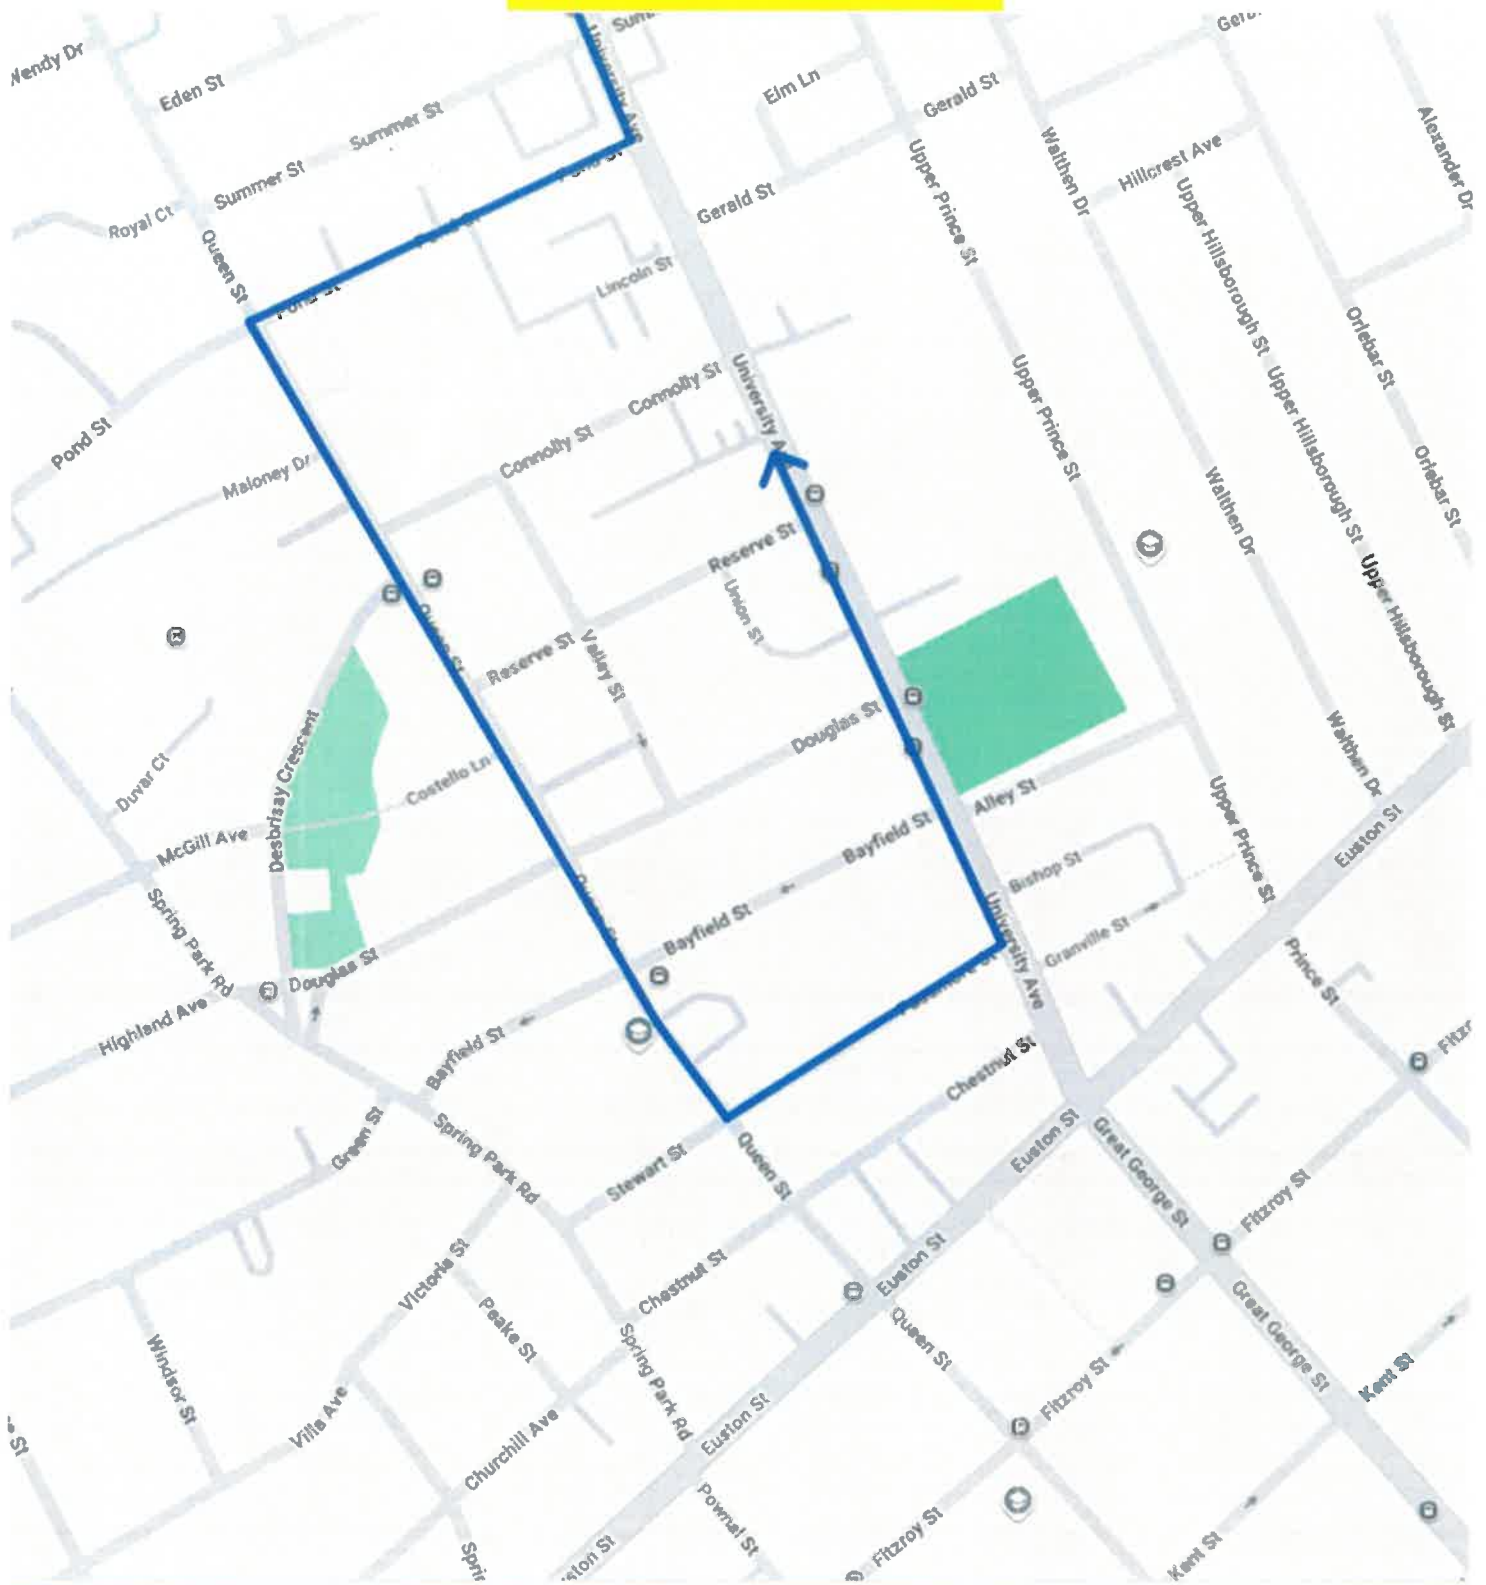 Wendy Dr
Eden St
Summer St
Summer St
Royal Ct
Queen St
University Ave
Elm Ln
Gerald St
Gerald St
Upper Prince St
Walthen Dr
Hillcrest Ave
Alexander Dr
Upper Hillsborough St
Lincoln St
Pond St
Pond St
Maloney Dr
Connolly St
Connolly St
University A
Upper Prince St
Orlebar St
Upper Hillsborough St
Orlebar St
Walthen Dr
Reserve St
Union St
Reserve St
Valley St
Queen St
Upper Hillsborough St
Douglas St
Walthen Dr
Duvar Ct
Desbrisay Crescent
Costello Ln
McGill Ave
Alley St
Upper Prince St
Euston St
Bayfield St
Bishop St
University Ave
Bayfield St
Granville St
Spring Park Rd
Douglas St
Highland Ave
Prince St
Bayfield St
Chestnut St
Green St
Spring Park Rd
Stewart St
Queen St
Euston St
Great George St
Fitzroy St
Victoria St
Chestnut St
Euston St
Peake St
Spring Park Rd
Queen St
Great George St
Windsor St
Villa Ave
Fitzroy St
Kent St
Churchill Ave
Euston St
Pownal St
Fitzroy St
Kent St